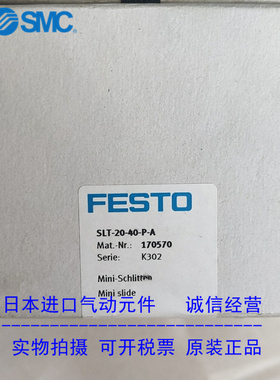 SMC
FESTO
SLT-20-40-P-A
Mat.-Nr.: 170570
Serie: K302
Mini-Schlitten
Mini slide
日本进口气动元件 诚信经营
实物拍摄 可开税票 原装正品